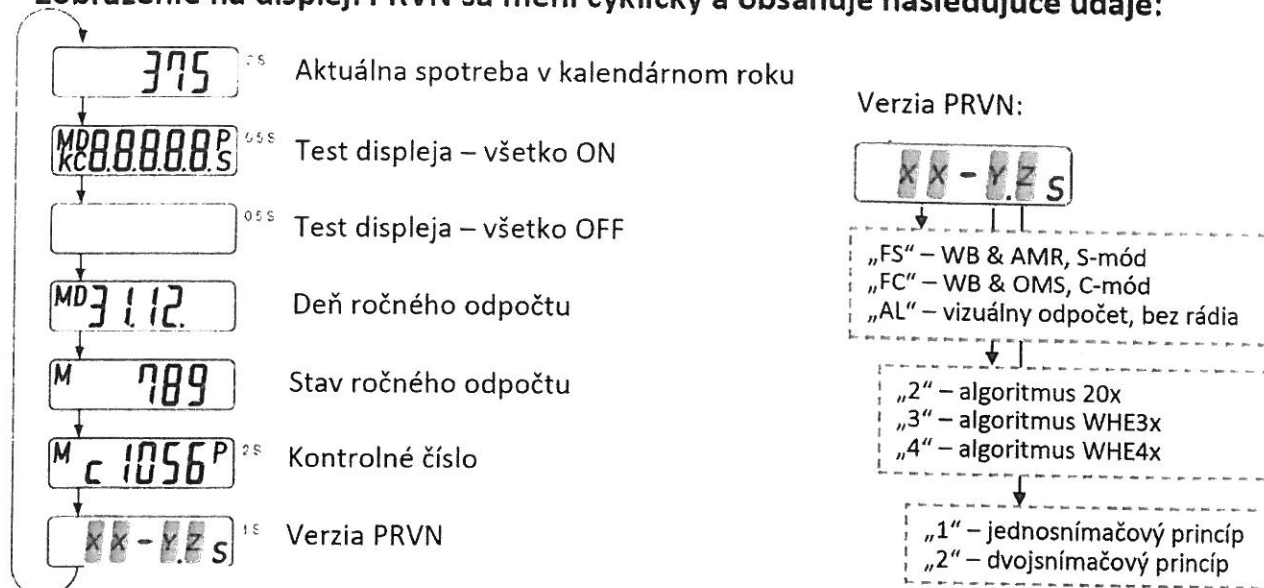 Zobrazenie na displeji PRVN sa mení cyklicky a obsahuje nasledujúce údaje:
375
Aktuálna spotreba v kalendárnom roku
MD KC 8.8.8.8.8. P S 05S
Test displeja – všetko ON
05S
Test displeja – všetko OFF
MD 31.12.
Deň ročného odpočtu
M 789
Stav ročného odpočtu
M c 1056 P 2S
Kontrolné číslo
XX-Y.Z S 1S
Verzia PRVN
Verzia PRVN:
XX-Y.Z S
„FS“ – WB & AMR, S-mód
„FC“ – WB & OMS, C-mód
„AL“ – vizuálny odpočet, bez rádia
„2“ – algoritmus 20x
„3“ – algoritmus WHE3x
„4“ – algoritmus WHE4x
„1“ – jednosnímačový princíp
„2“ – dvojsnímačový princíp